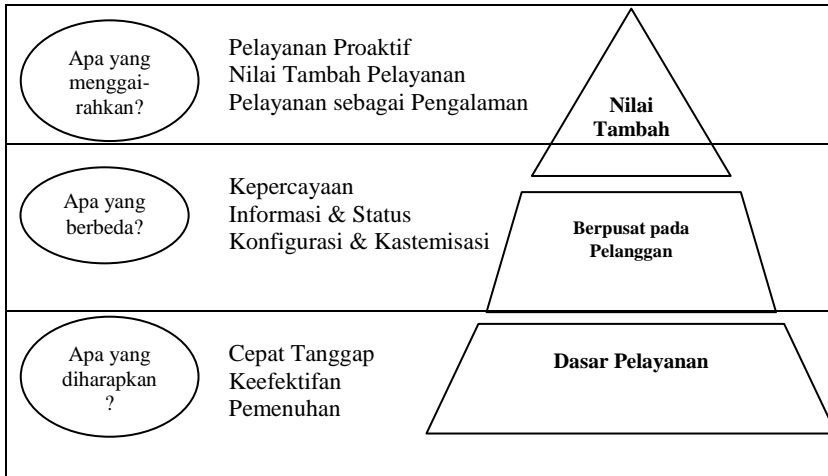 Apa yang
menggai-
rahkan?
Pelayanan Proaktif
Nilai Tambah Pelayanan
Pelayanan sebagai Pengalaman
Nilai
Tambah
Apa yang
berbeda?
Kepercayaan
Informasi & Status
Konfigurasi & Kastemisasi
Berpusat pada
Pelanggan
Apa yang
diharapkan
?
Cepat Tanggap
Keefektifan
Pemenuhan
Dasar Pelayanan